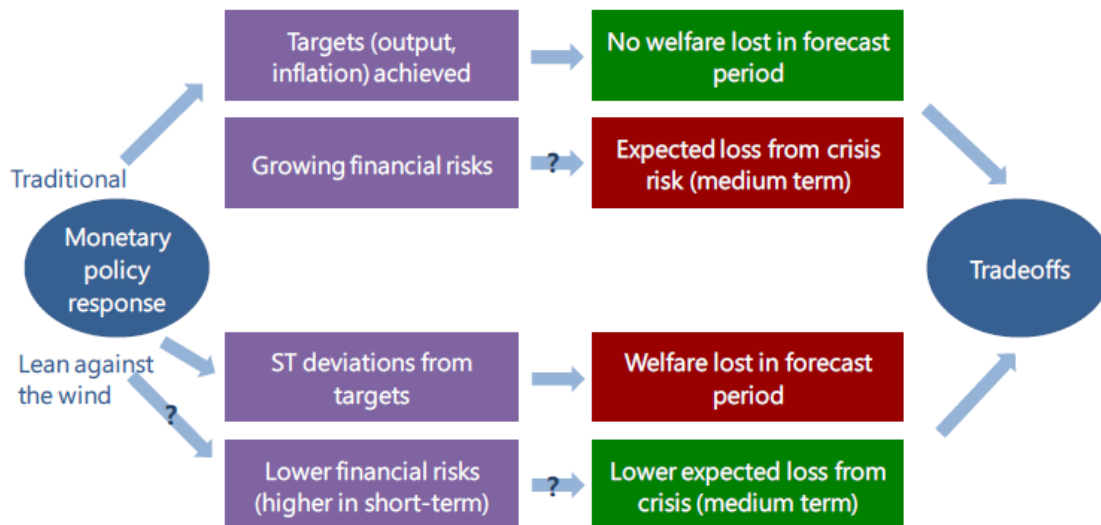 Targets (output,
inflation) achieved
No welfare lost in forecast
period
Traditional
Growing financial risks
?
Expected loss from crisis
risk (medium term)
Monetary
policy
response
Tradeoffs
Lean against
the wind
?
ST deviations from
targets
Welfare lost in forecast
period
Lower financial risks
(higher in short-term)
?
Lower expected loss from
crisis (medium term)